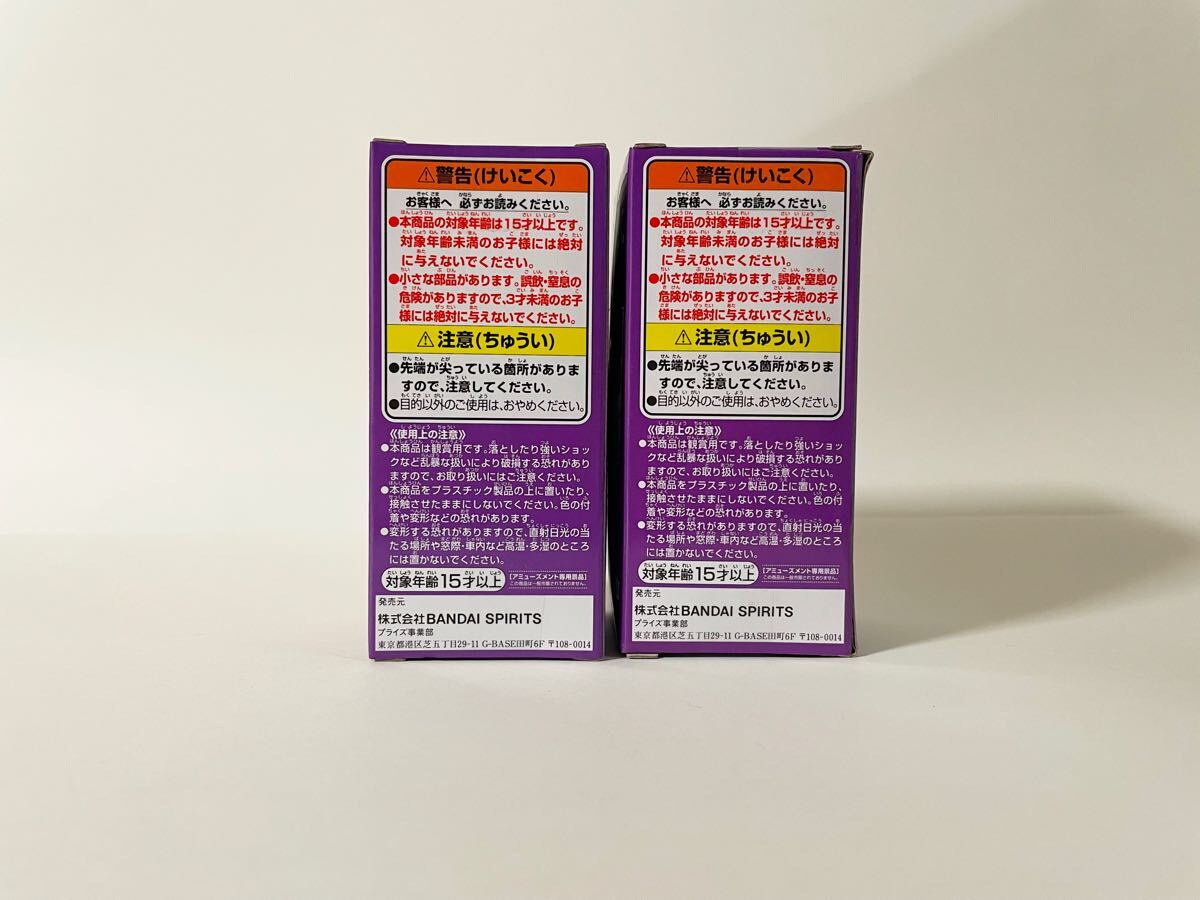 ⚠警告(けいこく)
お客様へ 必ずお読みください。
●本商品の対象年齢は15才以上です。
対象年齢未満のお子様には絶対
に与えないでください。
●小さな部品があります。誤飲・窒息の
危険がありますので、3才未満のお子
様には絶対に与えないでください。
⚠注意(ちゅうい)
●先端が尖っている箇所がありま
すので、注意してください。
●目的以外のご使用は、おやめください。
《使用上の注意》
●本商品は観賞用です。落としたり強いショッ
クなど乱暴な扱いにより破損する恐れがあり
ますので、お取り扱いにはご注意ください。
●本商品をプラスチック製品の上に置いたり、
接触させたままにしないでください。色の付
着や変形などの恐れがあります。
●変形する恐れがありますので、直射日光の当
たる場所や窓際・車内など高温・多湿のところ
には置かないでください。
対象年齢15才以上
[アミューズメント専用景品]
この商品は一般市販されておりません。
発売元
株式会社BANDAI SPIRITS
プライズ事業部
東京都港区芝五丁目29-11 G-BASE田町6F 〒108-0014
⚠警告(けいこく)
お客様へ 必ずお読みください。
●本商品の対象年齢は15才以上です。
対象年齢未満のお子様には絶対
に与えないでください。
●小さな部品があります。誤飲・窒息の
危険がありますので、3才未満のお子
様には絶対に与えないでください。
⚠注意(ちゅうい)
●先端が尖っている箇所がありま
すので、注意してください。
●目的以外のご使用は、おやめください。
《使用上の注意》
●本商品は観賞用です。落としたり強いショッ
クなど乱暴な扱いにより破損する恐れがあり
ますので、お取り扱いにはご注意ください。
●本商品をプラスチック製品の上に置いたり、
接触させたままにしないでください。色の付
着や変形などの恐れがあります。
●変形する恐れがありますので、直射日光の当
たる場所や窓際・車内など高温・多湿のところ
には置かないでください。
対象年齢15才以上
[アミューズメント専用景品]
この商品は一般市販されておりません。
発売元
株式会社BANDAI SPIRITS
プライズ事業部
東京都港区芝五丁目29-11 G-BASE田町6F 〒108-0014